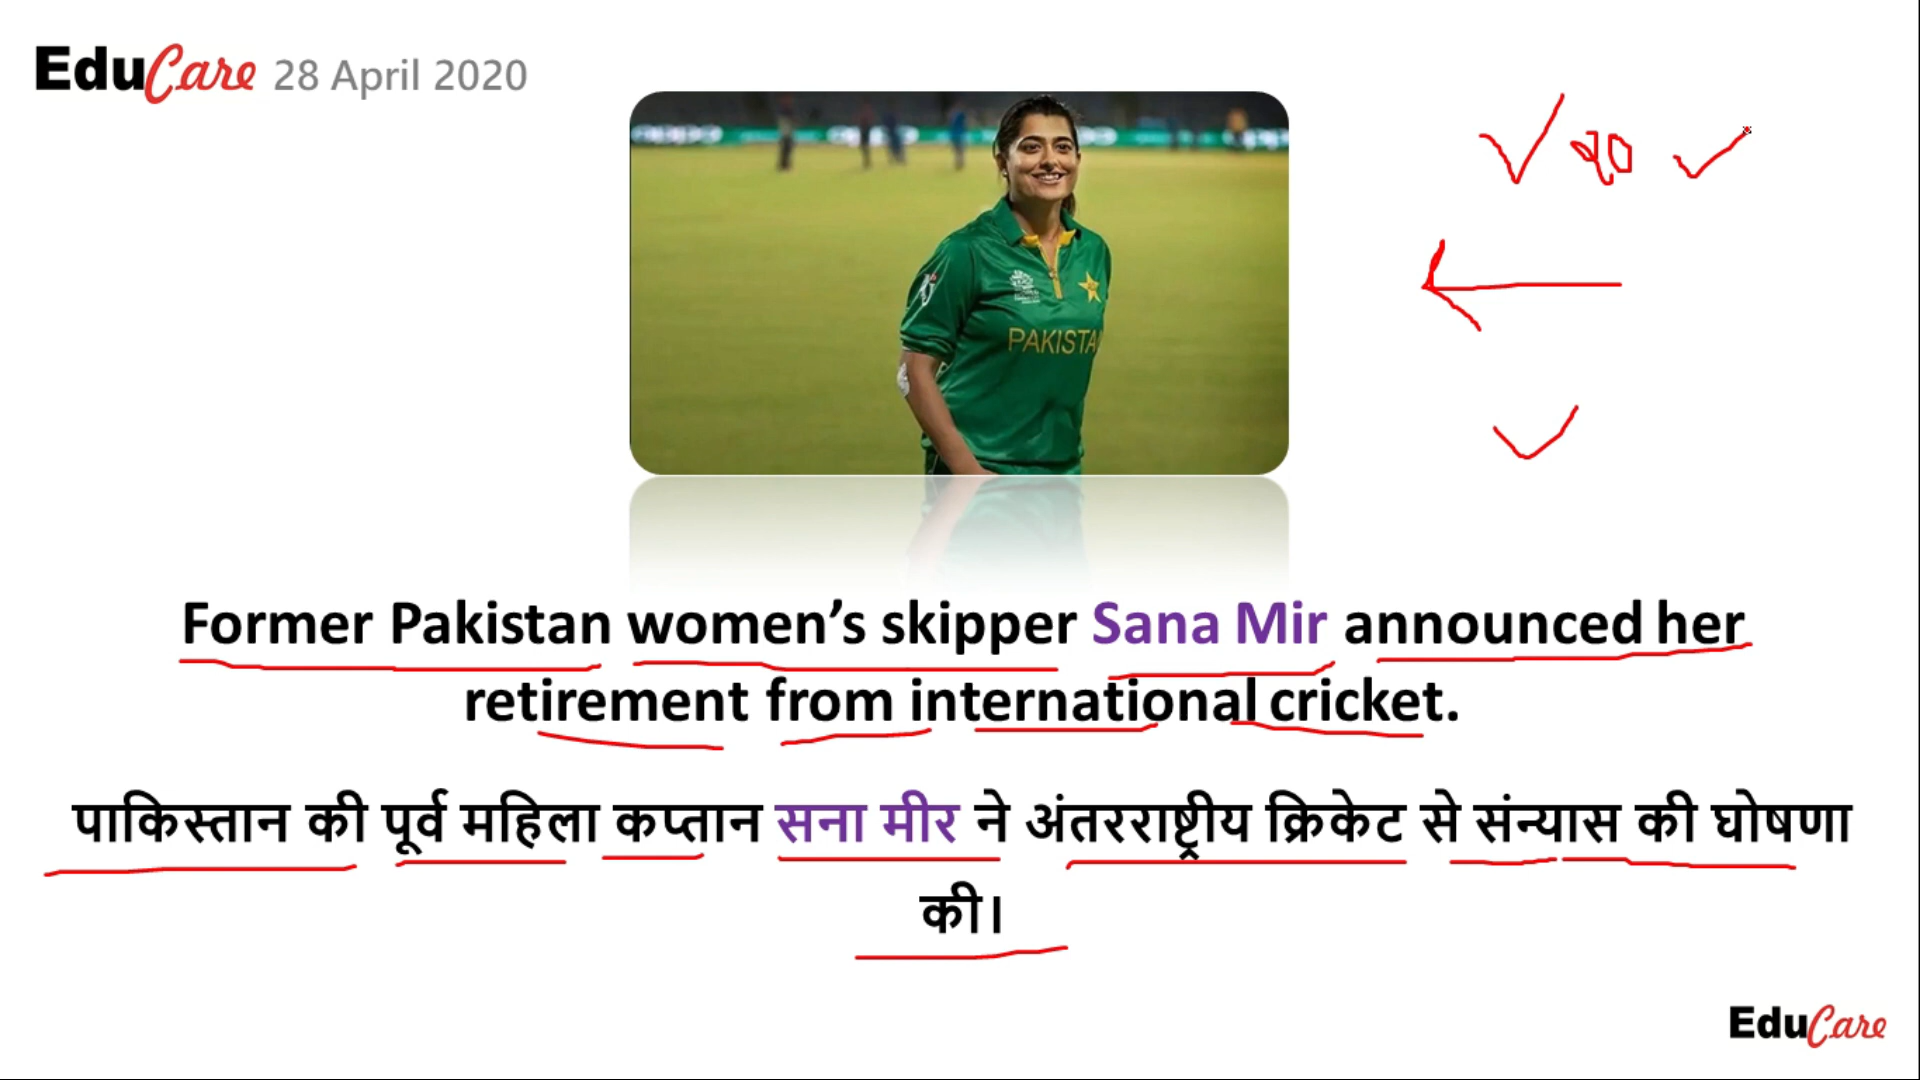 EduCare 28 April 2020
PAKISTA
Former Pakistan women's skipper Sana Mir announced her
retirement from international cricket.
पाकिस्तान की पूर्व महिला कप्तान सना मीर ने अंतरराष्ट्रीय क्रिकेट से संन्यास की घोषणा
की।
EduCare